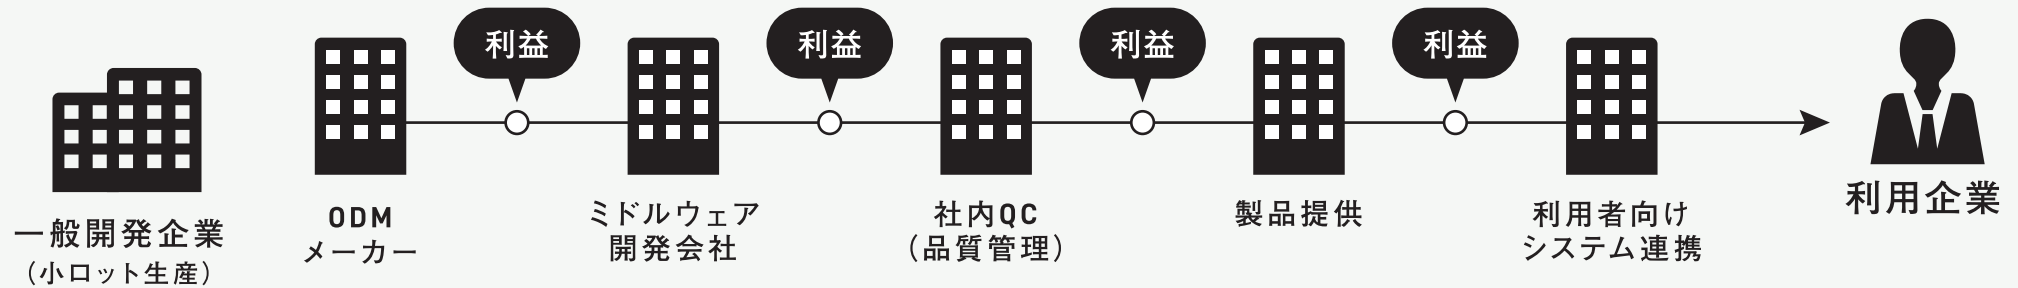 利益
利益
利益
利益
一般開発企業
（小ロット生産）
ODM
メーカー
ミドルウェア
開発会社
社内QC
（品質管理）
製品提供
利用者向け
システム連携
利用企業